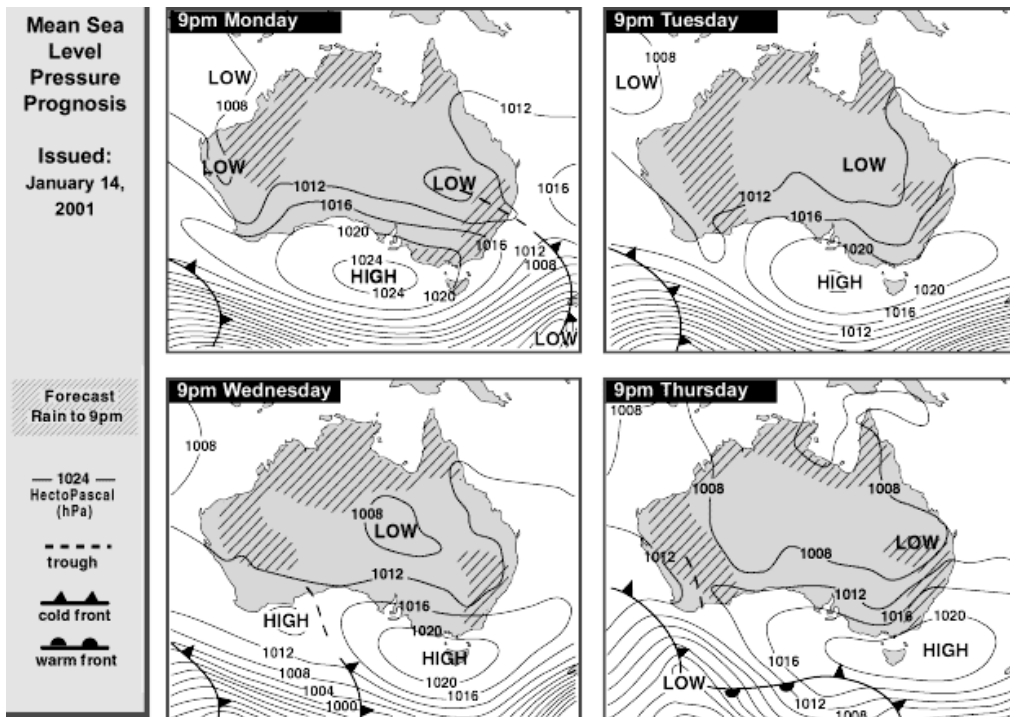 Mean Sea
Level
Pressure
Prognosis
Issued:
January 14,
2001
Forecast
Rain to 9pm
1024
HectoPascal
(hPa)
trough
cold front
warm front
9pm Monday
LOW
1008
1012
LOW
LOW
1016
1012
1016
1020
1016
1012
1008
1024
HIGH
1024
1020
LOW
9pm Tuesday
1008
LOW
LOW
1012
1016
1020
HIGH
1020
1016
1012
9pm Wednesday
1008
1008
LOW
1012
1016
HIGH
1020
1012
HIGH
1008
1020
1004
1016
1000
9pm Thursday
1008
1008
1008
LOW
1012
1008
1012
1016
1020
HIGH
1016
LOW
1012
1008